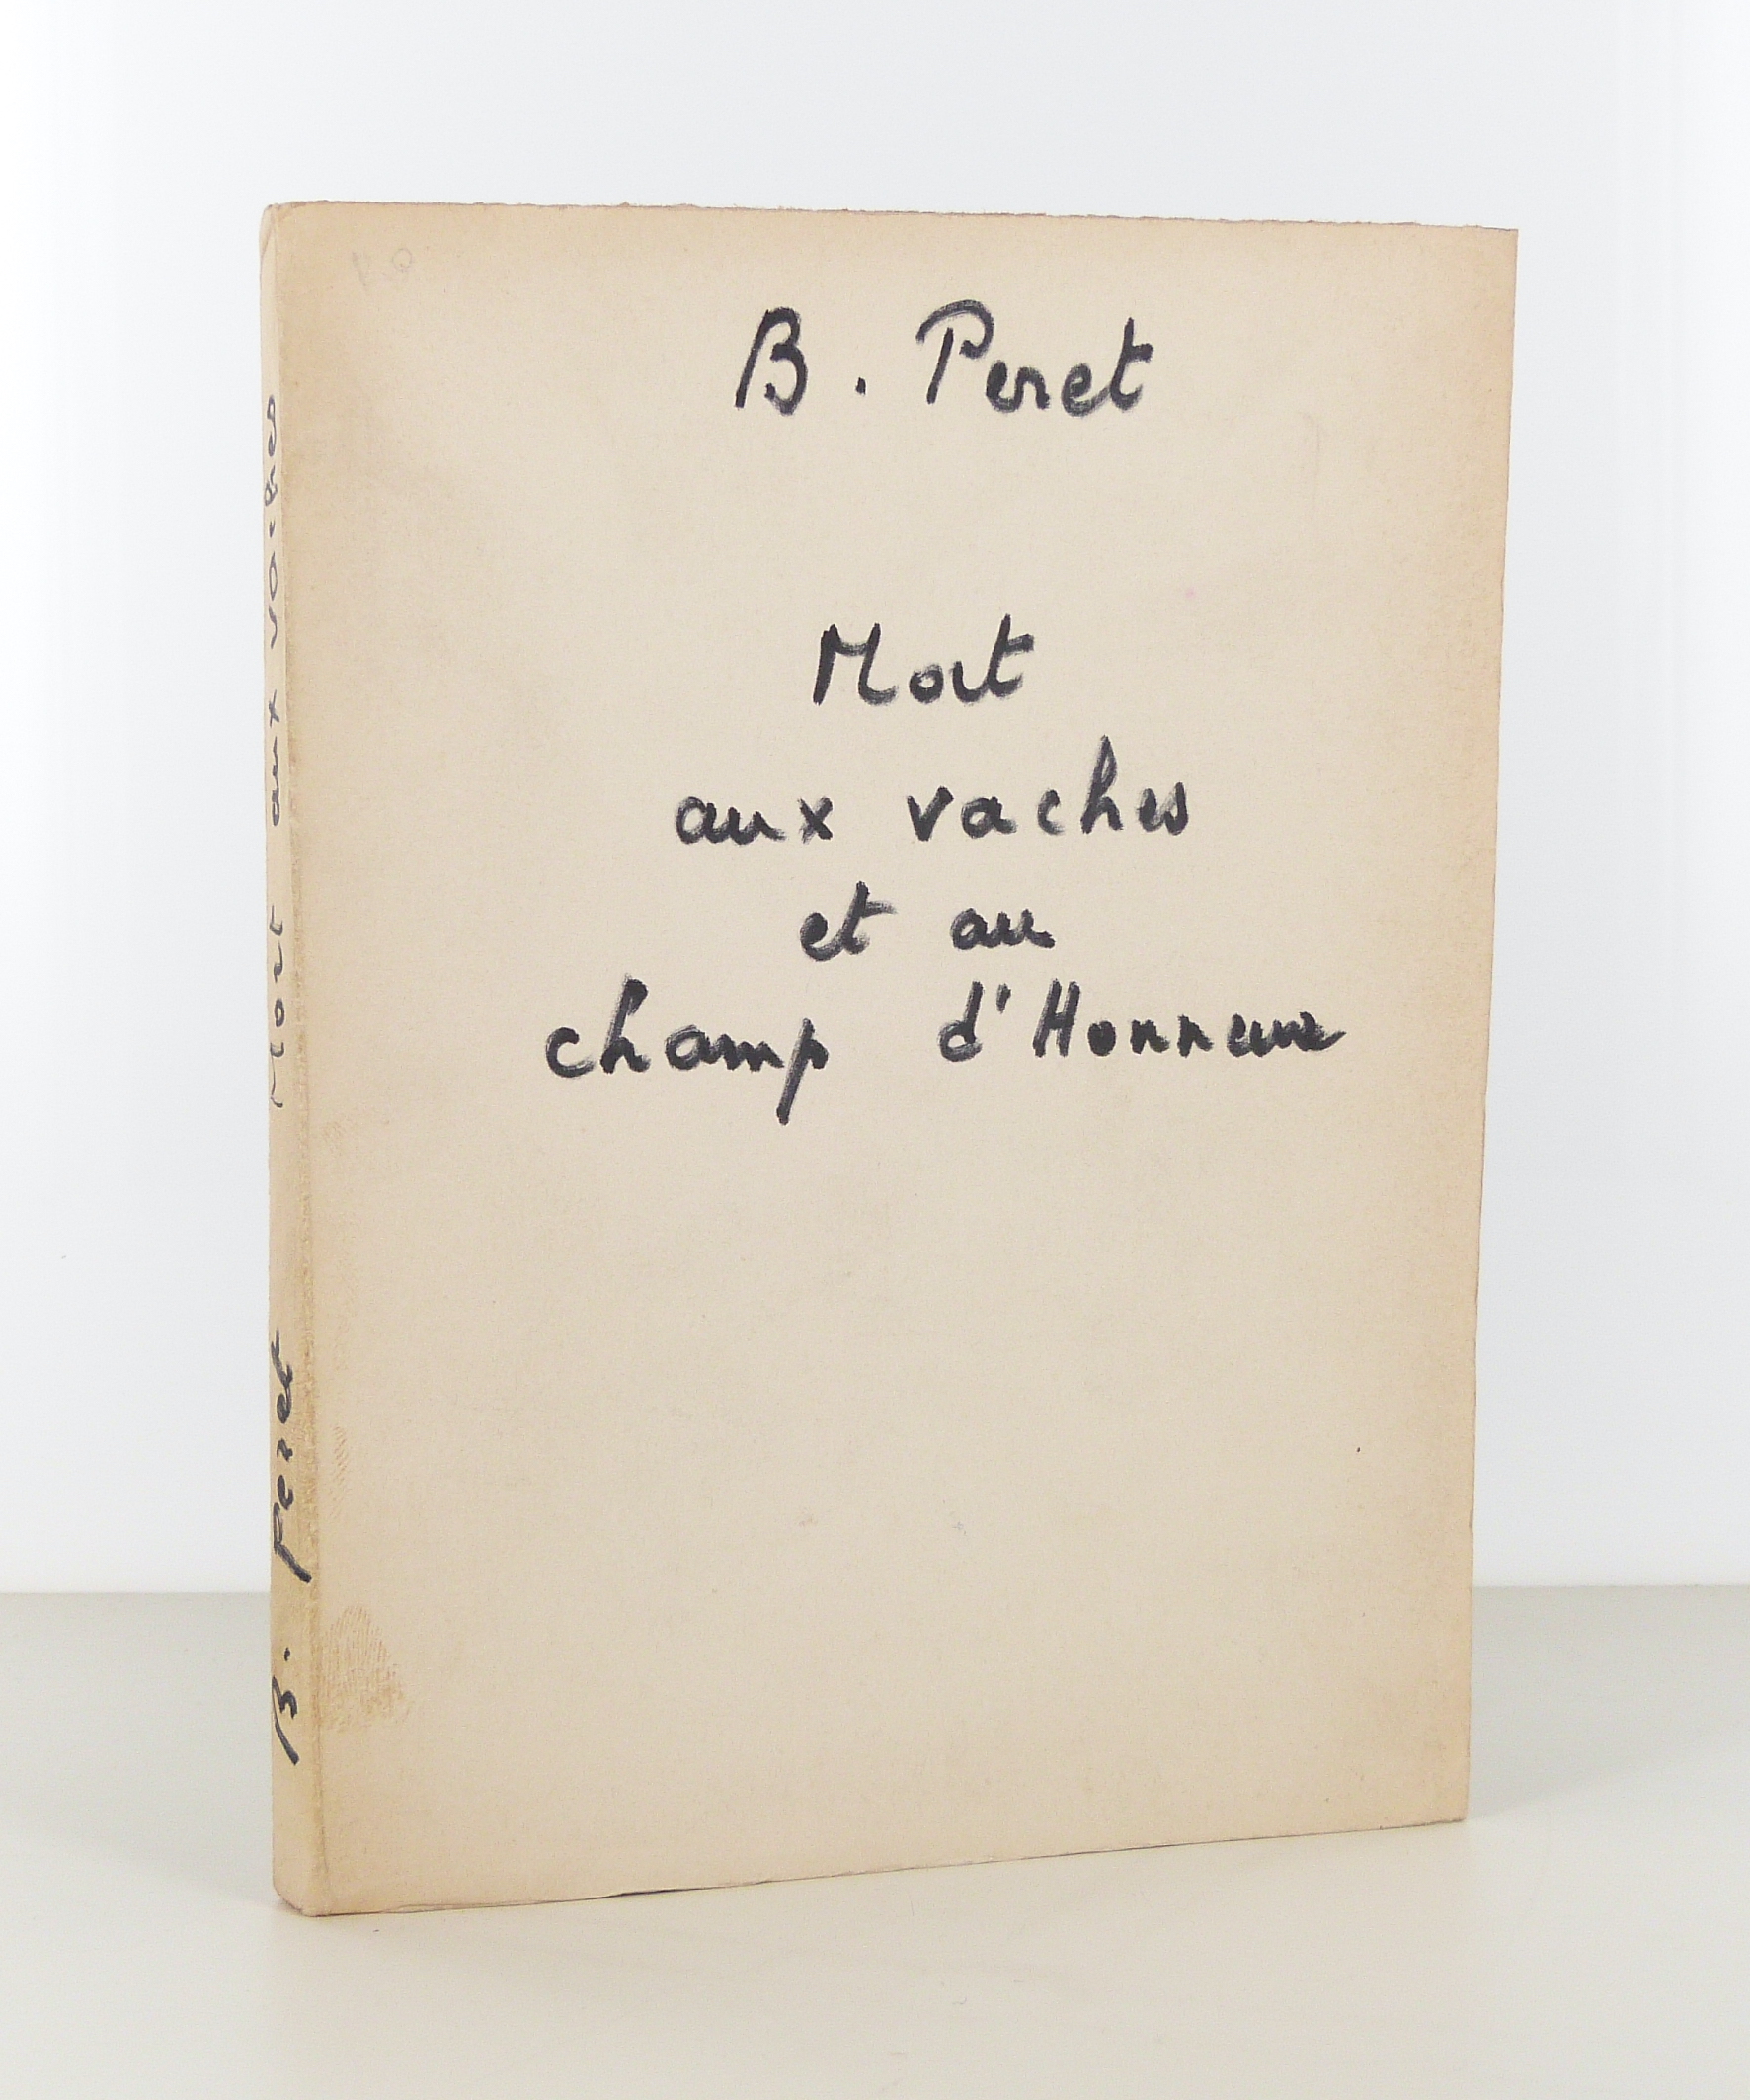 B. Peret
Mort
aux vaches
et au
champ d'Honneur
B. Peret Mort aux vaches